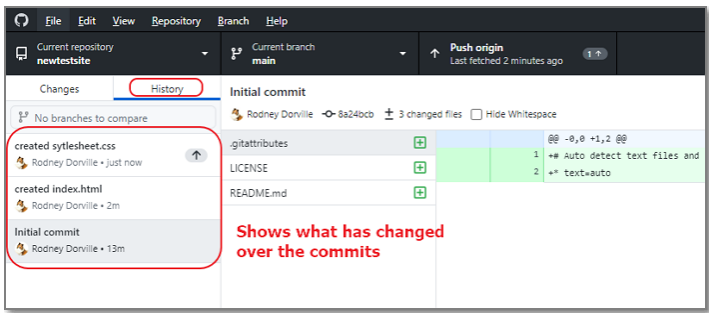 File Edit View Repository Branch Help
Current repository
newtestsite
Current branch
main
Push origin
Last fetched 2 minutes ago
1
Changes
History
No branches to compare
created sytlesheet.css
Rodney Dorville • just now
created index.html
Rodney Dorville • 2m
Initial commit
Rodney Dorville • 13m
Initial commit
Rodney Dorville 8a24bcb 3 changed files Hide Whitespace
.gitattributes
LICENSE
README.md
@@ -0,0 +1,2 @@
1 +# Auto detect text files and
2 +* text=auto
Shows what has changed
over the commits